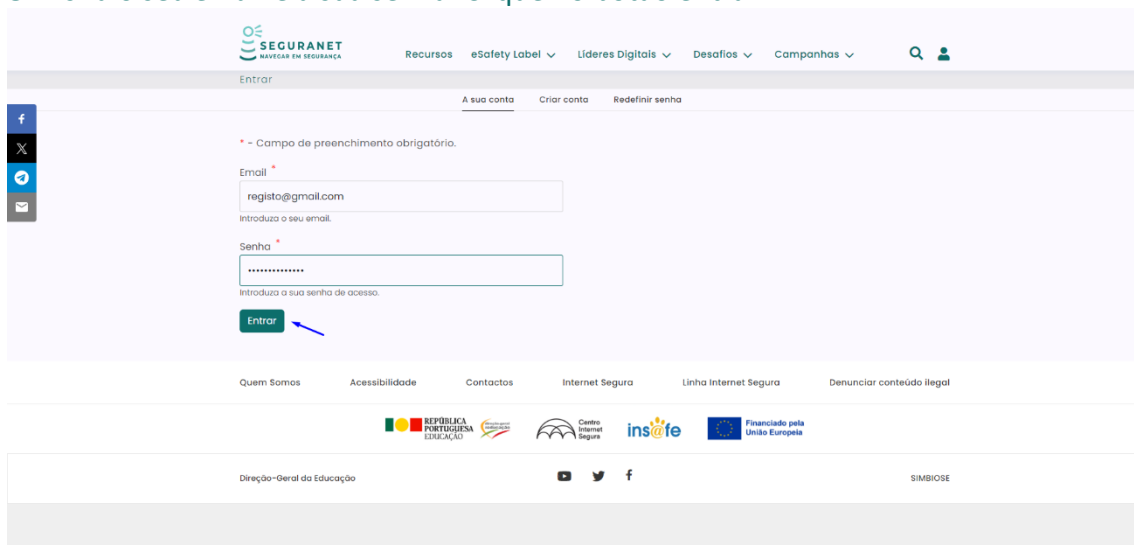 SEGURANET
NAVEGAR EM SEGURANÇA
Recursos eSafety Label Líderes Digitais Desafios Campanhas
Entrar
A sua conta Criar conta Redefinir senha
* - Campo de preenchimento obrigatório.
Email *
registo@gmail.com
Introduza o seu email.
Senha *
••••••••••••••
Introduza a sua senha de acesso.
Entrar
Quem Somos Acessibilidade Contactos Internet Segura Linha Internet Segura Denunciar conteúdo ilegal
REPÚBLICA
PORTUGUESA
EDUCAÇÃO
Centro
Internet
Segura
ins@fe
Financiado pela
União Europeia
Direção-Geral da Educação
SIMBIOSE